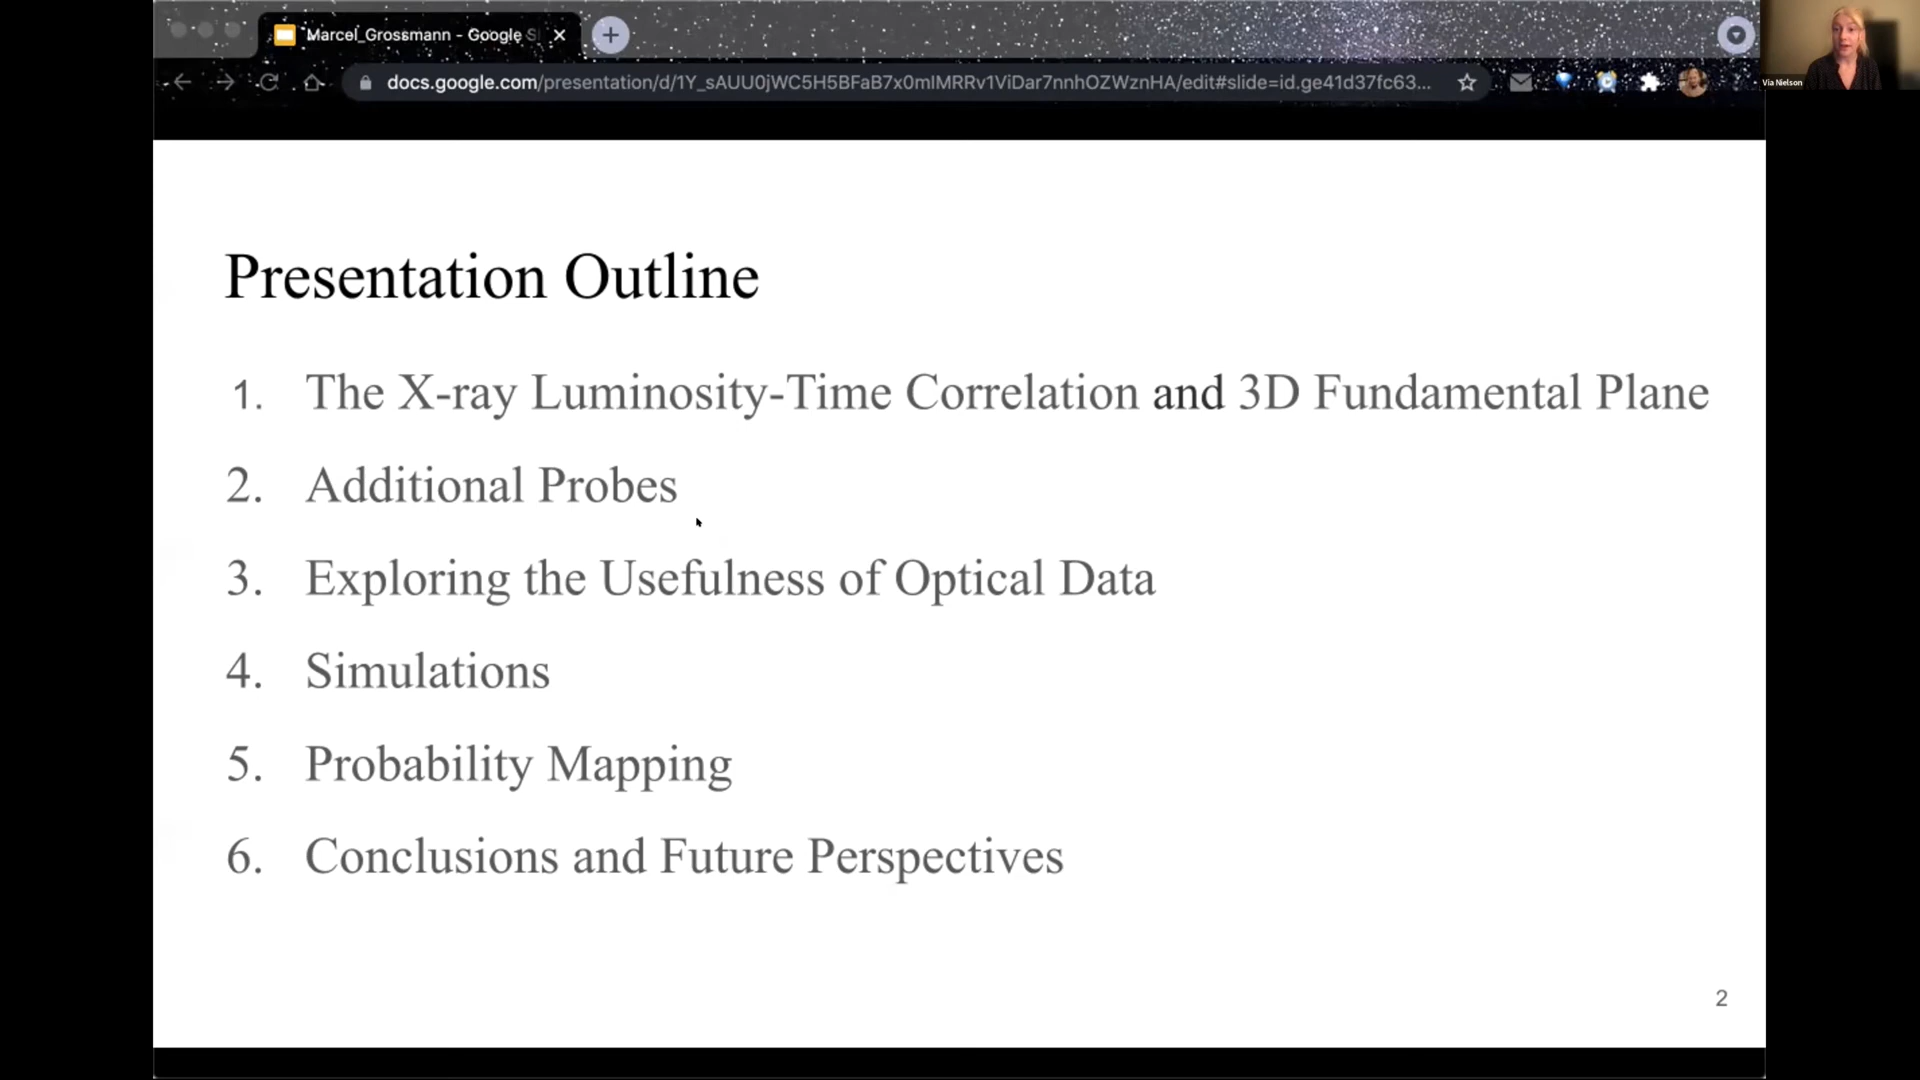 Marcel_Grossmann - Google S
docs.google.com/presentation/d/1Y_sAUU0jWC5H5BFaB7x0mIMRRv1ViDar7nnhOZWznHA/edit#slide=id.ge41d37fc63...
Via Nielson
Presentation Outline
1. The X-ray Luminosity-Time Correlation and 3D Fundamental Plane
2. Additional Probes
3. Exploring the Usefulness of Optical Data
4. Simulations
5. Probability Mapping
6. Conclusions and Future Perspectives
2